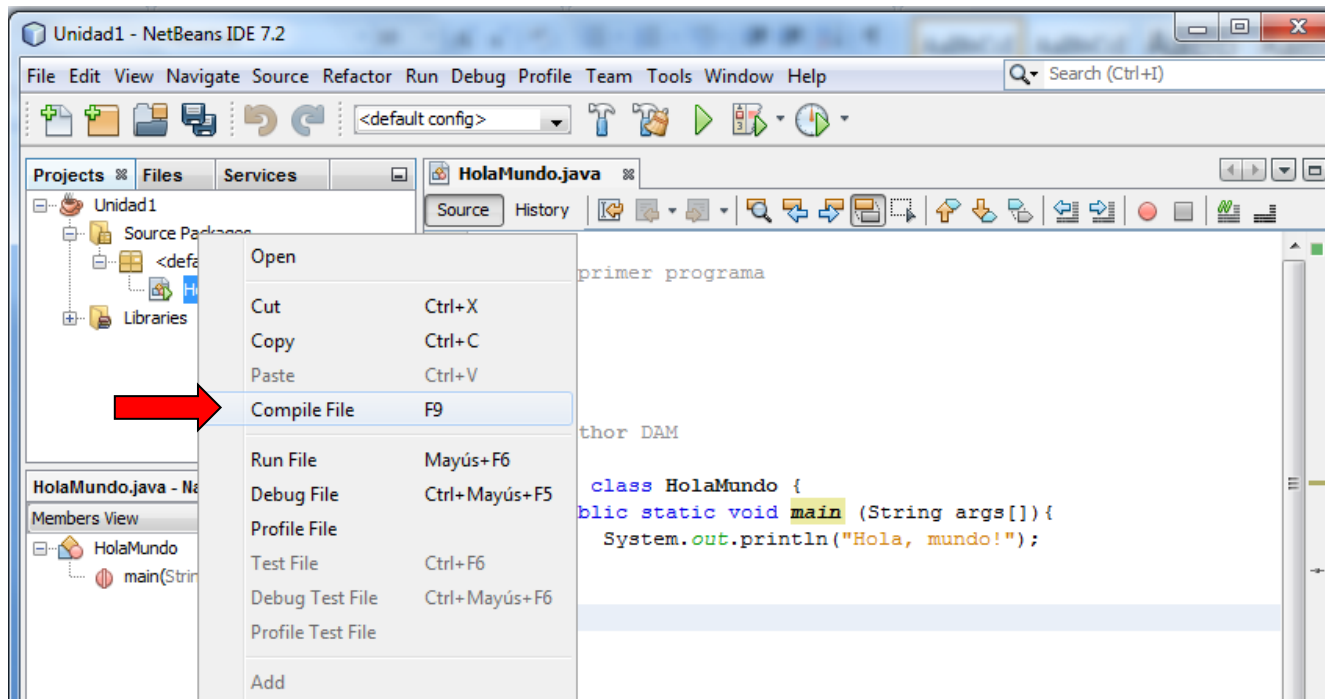 Unidad1 - NetBeans IDE 7.2
File Edit View Navigate Source Refactor Run Debug Profile Team Tools Window Help
Search (Ctrl+I)
<default config>
Projects Files Services
HolaMundo.java
Unidad1
Source History
Source Packages
<defa
Libraries
Open
Cut Ctrl+X
Copy Ctrl+C
Paste Ctrl+V
Compile File F9
Run File Mayús+F6
Debug File Ctrl+Mayús+F5
Profile File
Test File Ctrl+F6
Debug Test File Ctrl+Mayús+F6
Profile Test File
Add
primer programa
thor DAM
class HolaMundo {
blic static void main (String args[]){
System.out.println("Hola, mundo!");
HolaMundo.java - Na
Members View
HolaMundo
main(Strin